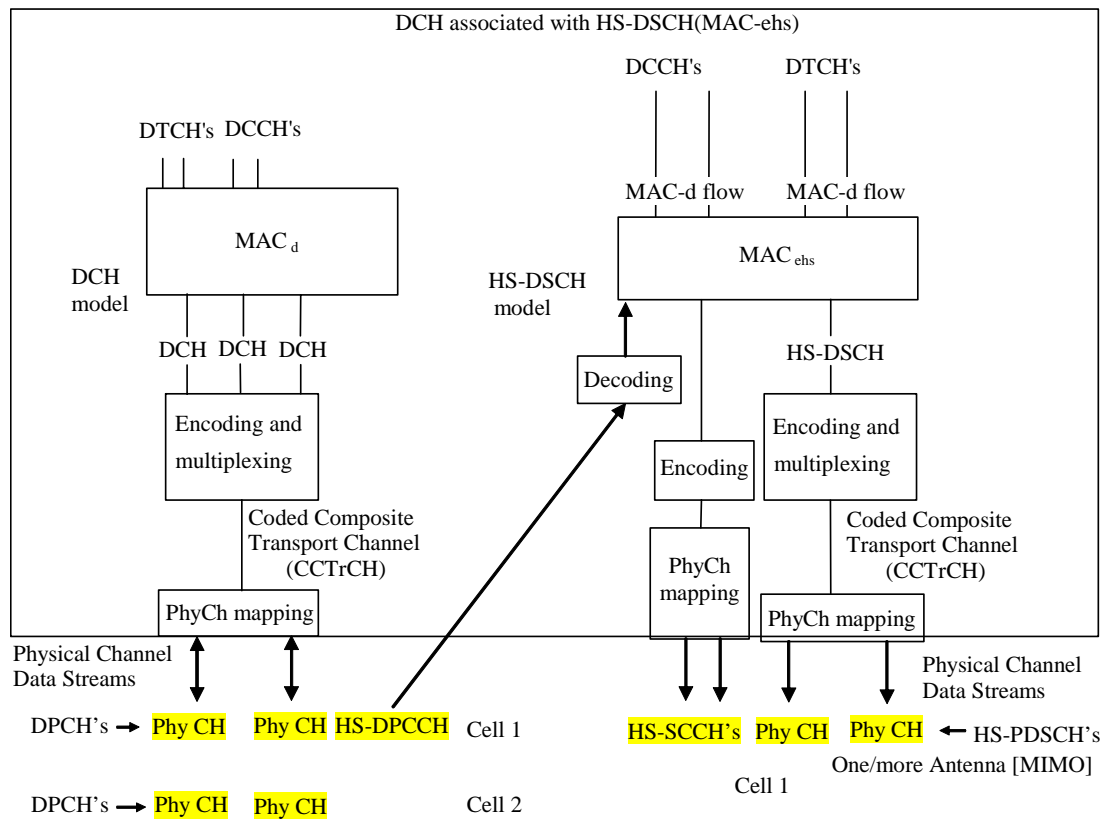 DCH associated with HS-DSCH(MAC-ehs)
DCCH's DTCH's
DTCH's DCCH's
MAC-d flow MAC-d flow
MAC d
MAC ehs
DCH
model
HS-DSCH
model
DCH DCH DCH
HS-DSCH
Decoding
Encoding and
multiplexing
Encoding
Encoding and
multiplexing
Coded Composite
Transport Channel
(CCTrCH)
Coded Composite
Transport Channel
(CCTrCH)
PhyCh
mapping
PhyCh mapping
PhyCh mapping
Physical Channel
Data Streams
Physical Channel
Data Streams
DPCH’s Phy CH Phy CH HS-DPCCH Cell 1
HS-SCCH’s Phy CH Phy CH HS-PDSCH’s
One/more Antenna [MIMO]
Cell 1
DPCH’s Phy CH Phy CH Cell 2